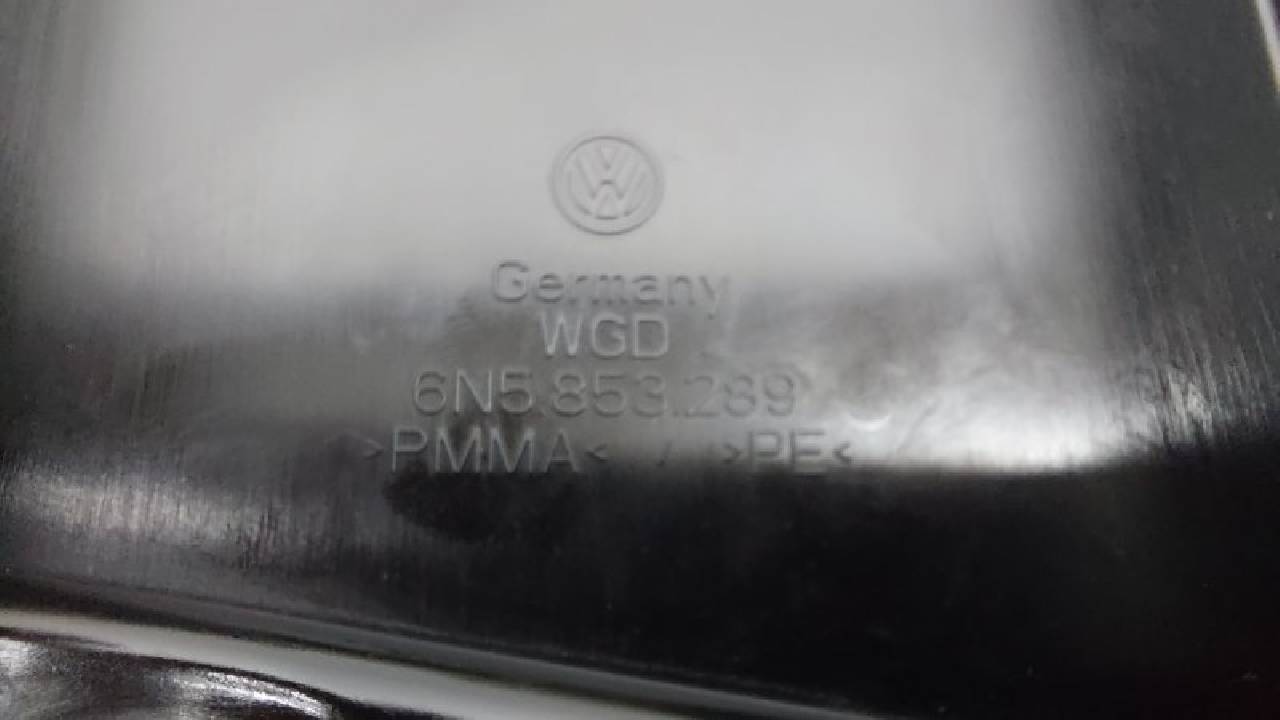 Germany
WGD
6N5.853.289
>PMMA< / >PE<